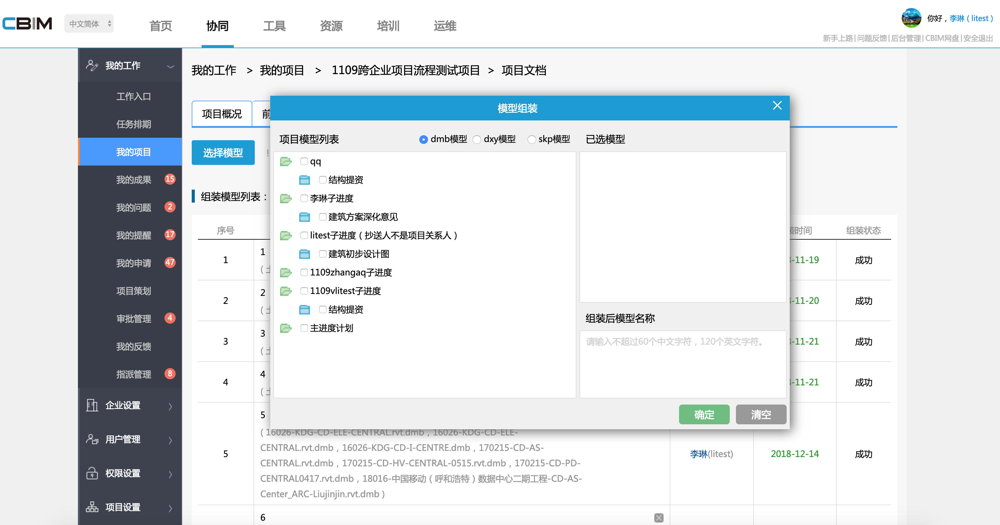 CBIM
中文简体
首页
协同
工具
资源
培训
运维
你好，李琳（litest）
新手上路|问题反馈|后台管理|CBIM网盘|安全退出
我的工作
工作入口
任务排期
我的项目
我的成果 15
我的问题 2
我的提醒 17
我的申请 47
项目策划
审批管理 4
我的反馈
指派管理 8
企业设置
用户管理
权限设置
项目设置
我的工作 > 我的项目 > 1109跨企业项目流程测试项目 > 项目文档
项目概况
前
选择模型
!
组装模型列表：
模型组装
项目模型列表
dmb模型 dxy模型 skp模型
qq
结构提资
李琳子进度
建筑方案深化意见
litest子进度（抄送人不是项目关系人）
建筑初步设计图
1109zhangaq子进度
1109vlitest子进度
结构提资
主进度计划
已选模型
组装后模型名称
请输入不超过60个中文字符，120个英文字符。
确定
清空
序号
时间
组装状态
1
1
-11-19
成功
2
2
-11-20
成功
3
3
-11-21
成功
4
4
-11-21
成功
5
5
（16026-KDG-CD-ELE-CENTRAL.rvt.dmb，16026-KDG-CD-ELE-
CENTRAL.rvt.dmb，16026-KDG-CD-I-CENTRE.dmb，170215-CD-AS-
CENTRAL.rvt.dmb，170215-CD-HV-CENTRAL-0515.rvt.dmb，170215-CD-PD-
CENTRAL0417.rvt.dmb，18016-中国移动（呼和浩特）数据中心二期工程-CD-AS-
Center_ARC-Liujinjin.rvt.dmb）
李琳(litest)
2018-12-14
成功
6